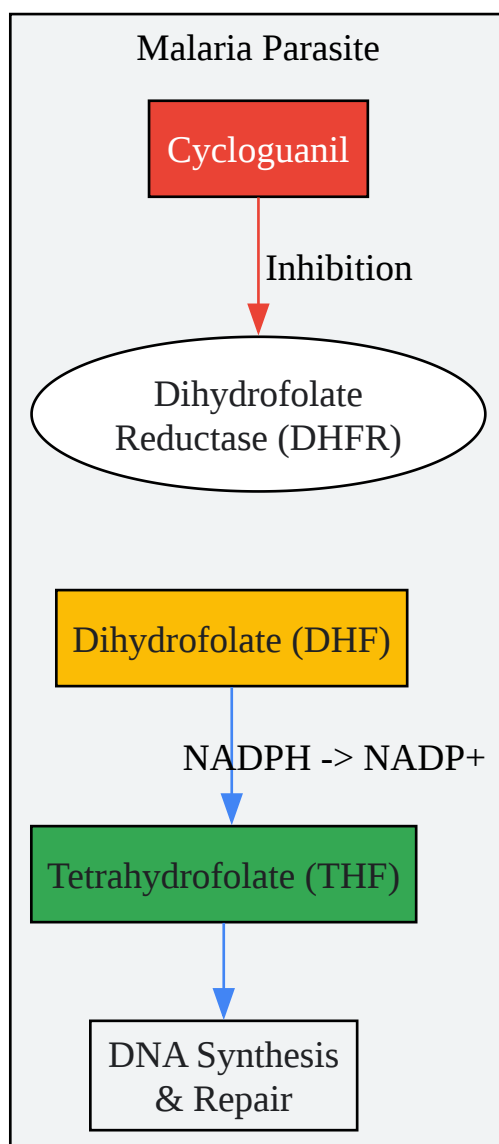 Malaria Parasite
Cycloguanil
Inhibition
Dihydrofolate
Reductase (DHFR)
Dihydrofolate (DHF)
NADPH -> NADP+
Tetrahydrofolate (THF)
DNA Synthesis
& Repair